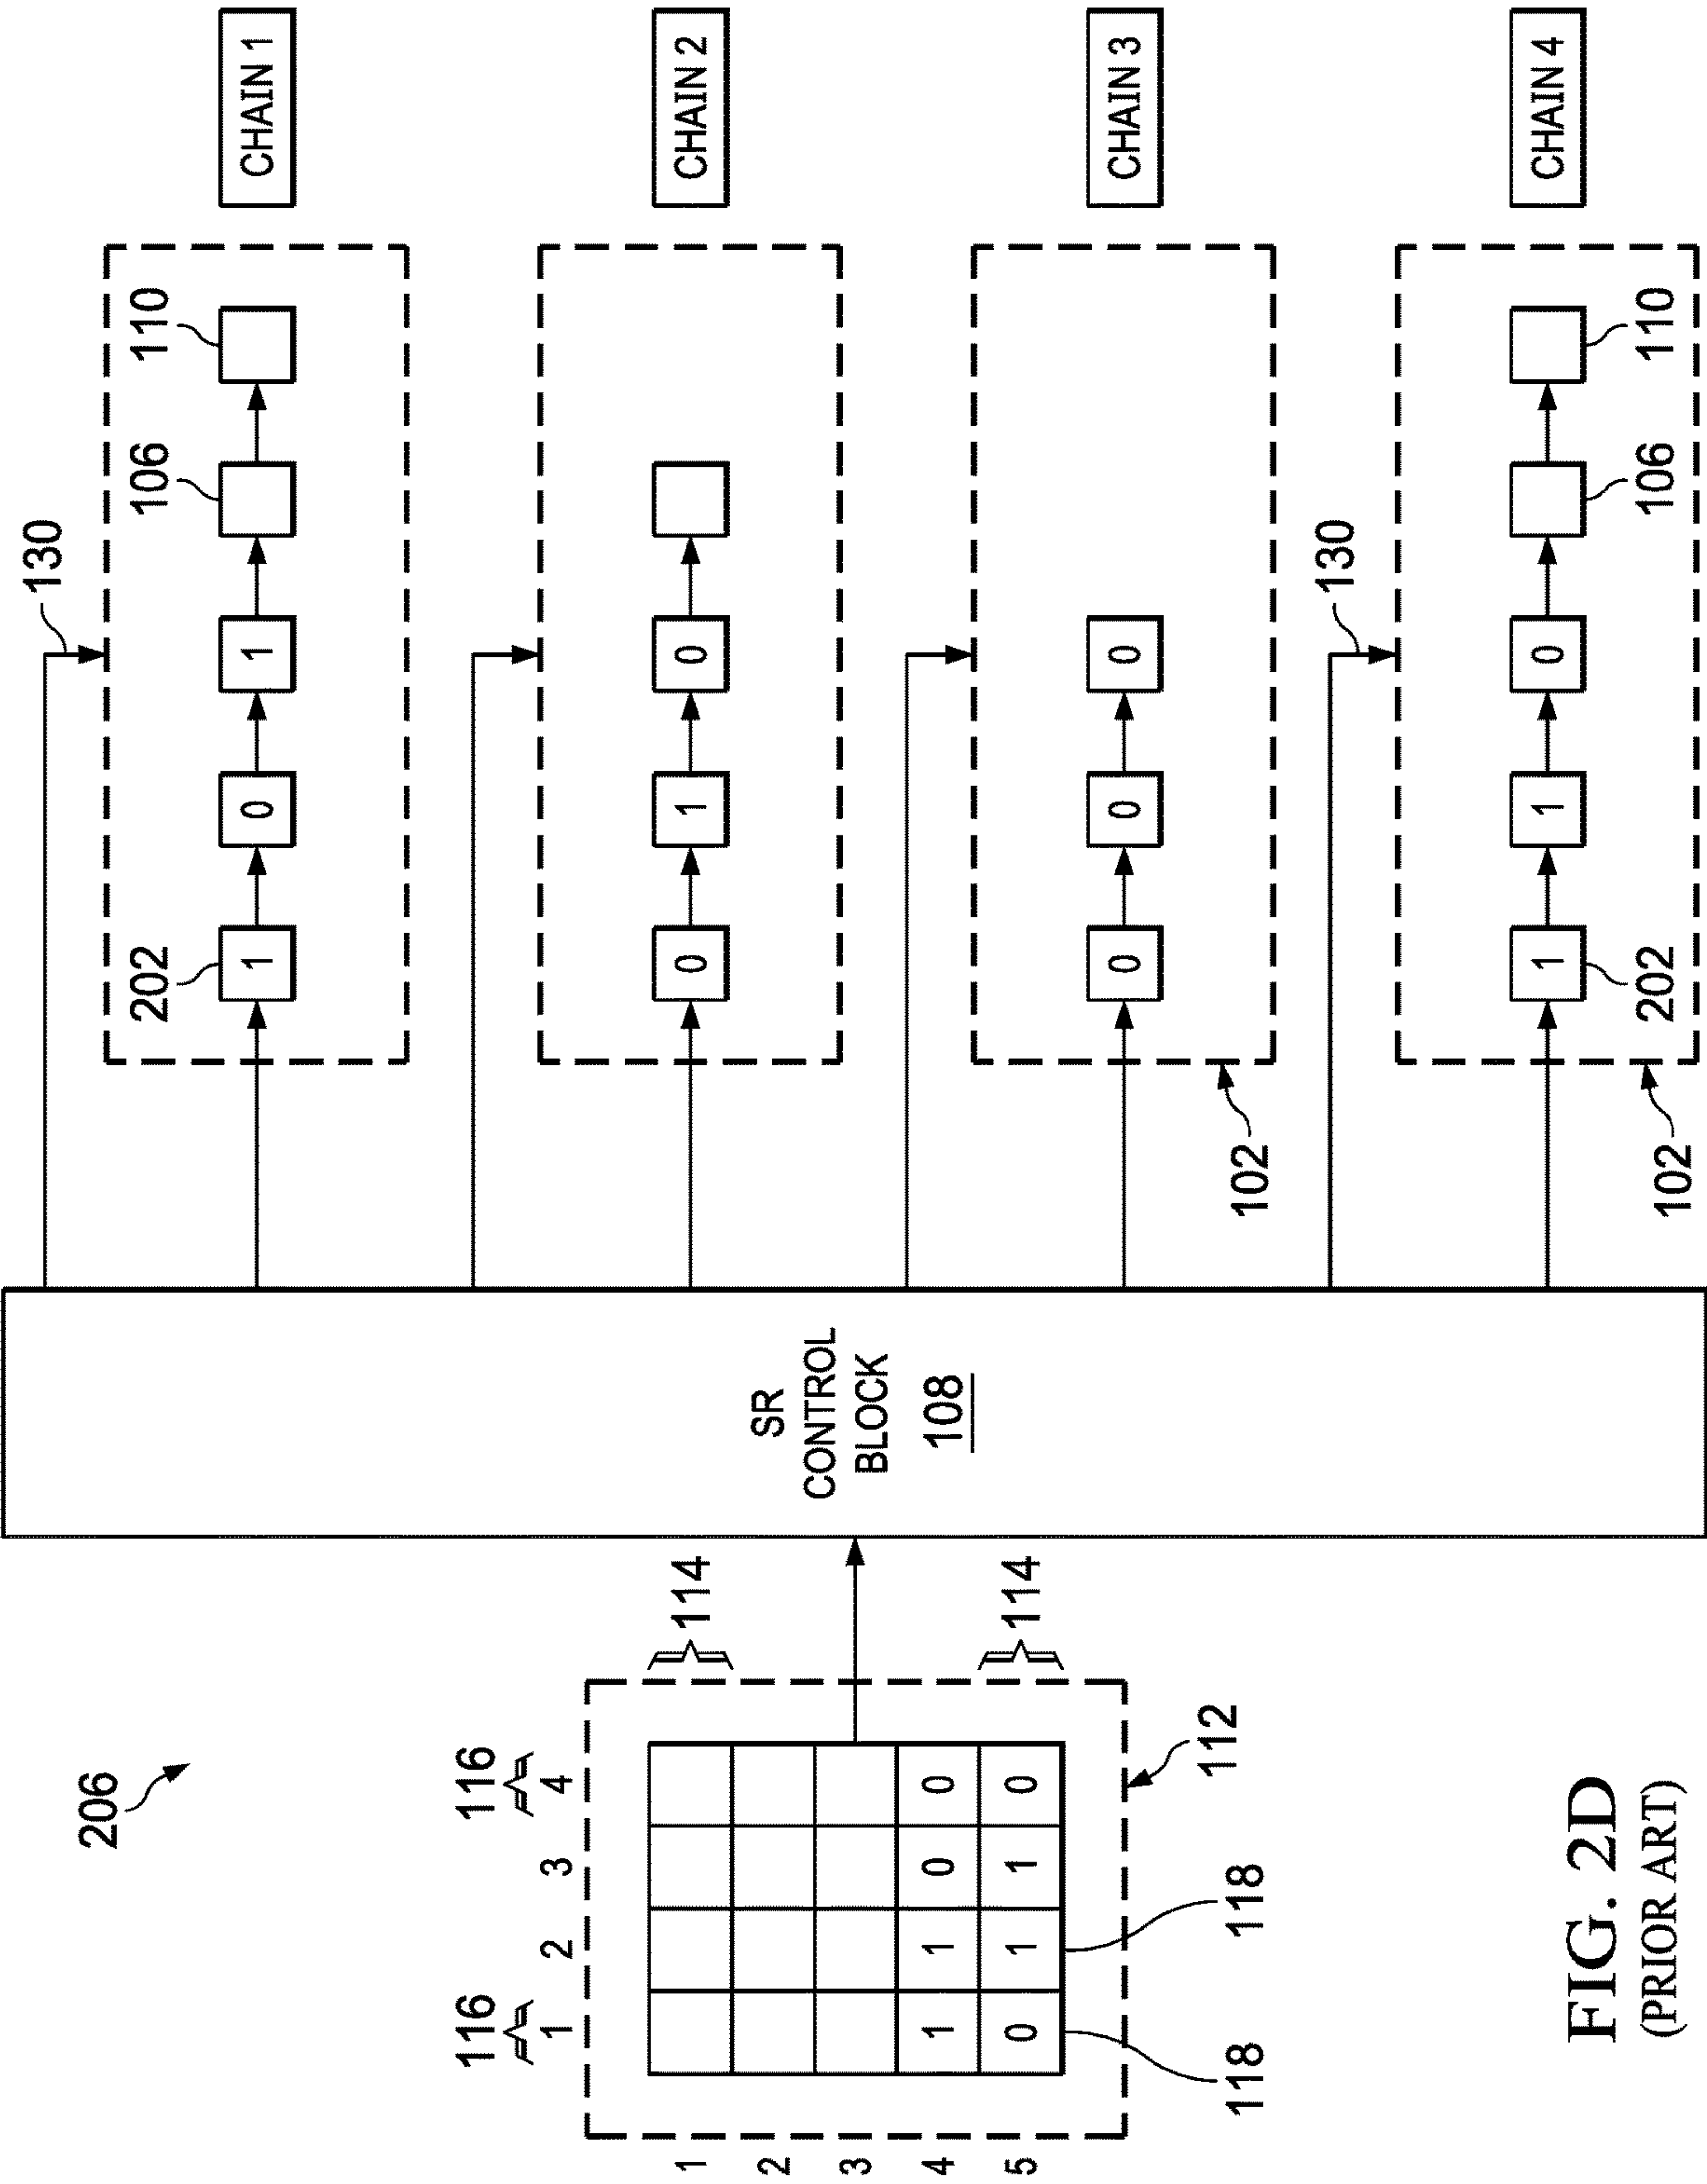 130
206
202 106 110
1 0 1 CHAIN 1
116 116
1 2 3 4
1 114
0 1 0 CHAIN 2
2
3
4 1 1 0 0
5 0 1 1 0 114
SR
CONTROL
BLOCK
108
0 0 0 CHAIN 3
112
118 118
102
130
1 1 0 CHAIN 4
202 106 110
102
FIG. 2D
(PRIOR ART)